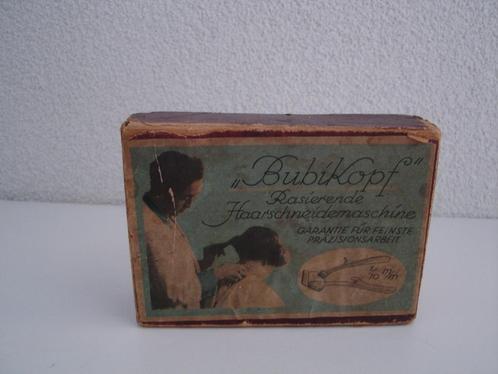 „Bubikopf"
Rasierende
Haarschneidemaschine
GARANTIE FÜR FEINSTE
PRÄZISIONSARBEIT